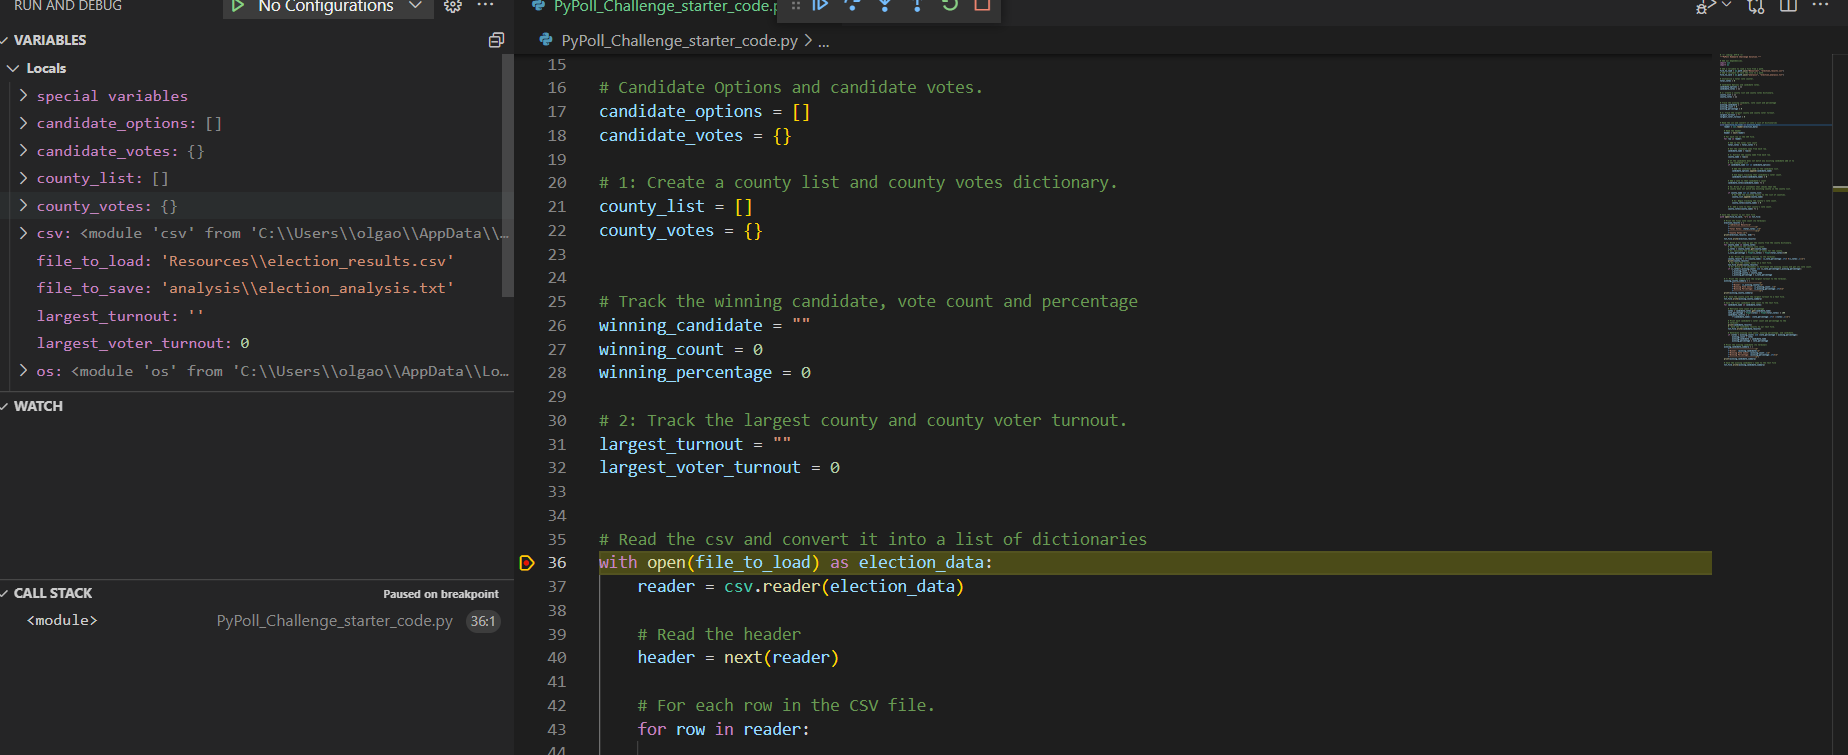 RUN AND DEBUG
No Configurations
VARIABLES
Locals
special variables
candidate_options: []
candidate_votes: {}
county_list: []
county_votes: {}
csv: <module 'csv' from 'C:\\Users\\olgao\\AppData\\...
file_to_load: 'Resources\\election_results.csv'
file_to_save: 'analysis\\election_analysis.txt'
largest_turnout: ''
largest_voter_turnout: 0
os: <module 'os' from 'C:\\Users\\olgao\\AppData\\Lo...
WATCH
CALL STACK
Paused on breakpoint
<module>
PyPoll_Challenge_starter_code.py
36:1
PyPoll_Challenge_starter_code.p
PyPoll_Challenge_starter_code.py > ...
15
16 # Candidate Options and candidate votes.
17 candidate_options = []
18 candidate_votes = {}
19
20 # 1: Create a county list and county votes dictionary.
21 county_list = []
22 county_votes = {}
23
24
25 # Track the winning candidate, vote count and percentage
26 winning_candidate = ""
27 winning_count = 0
28 winning_percentage = 0
29
30 # 2: Track the largest county and county voter turnout.
31 largest_turnout = ""
32 largest_voter_turnout = 0
33
34
35 # Read the csv and convert it into a list of dictionaries
36 with open(file_to_load) as election_data:
37 reader = csv.reader(election_data)
38
39 # Read the header
40 header = next(reader)
41
42 # For each row in the CSV file.
43 for row in reader:
44